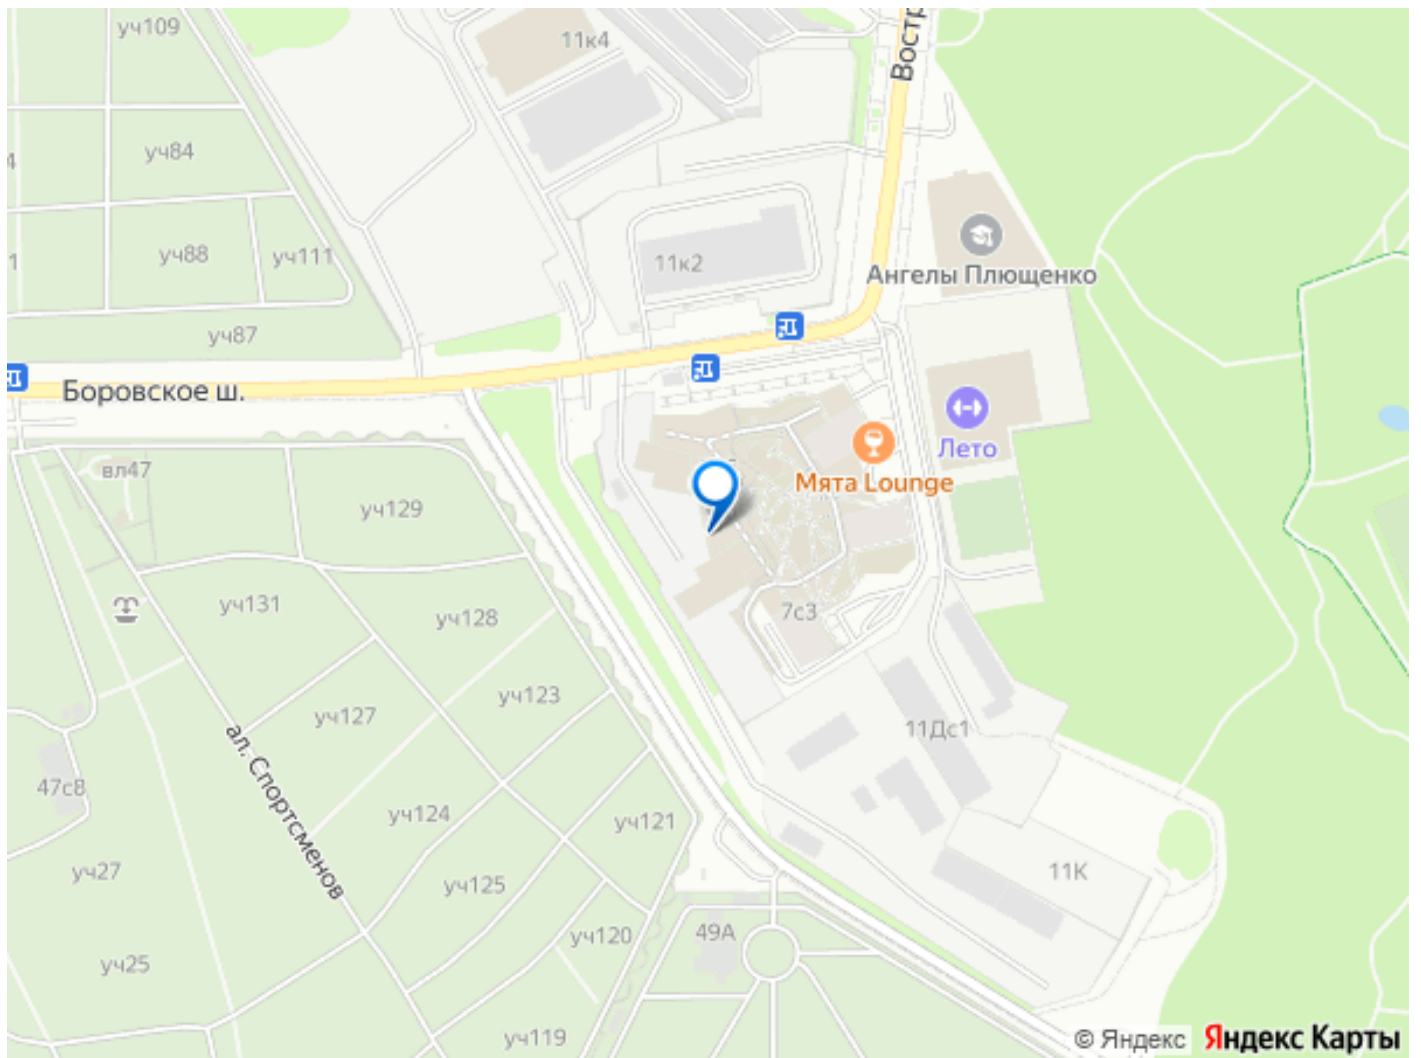 уч109
11к4
Востр
уч84
4
уч88
уч111
1
11к2
Ангелы Плющенко
уч87
Боровское ш.
Лето
Мята Lounge
вл47
уч129
уч131
уч128
7с3
уч123
уч127
ал. Спортсменов
11Дс1
47с8
уч124
уч121
уч27
уч125
11К
49А
уч120
уч25
уч119
© Яндекс Яндекс Карты